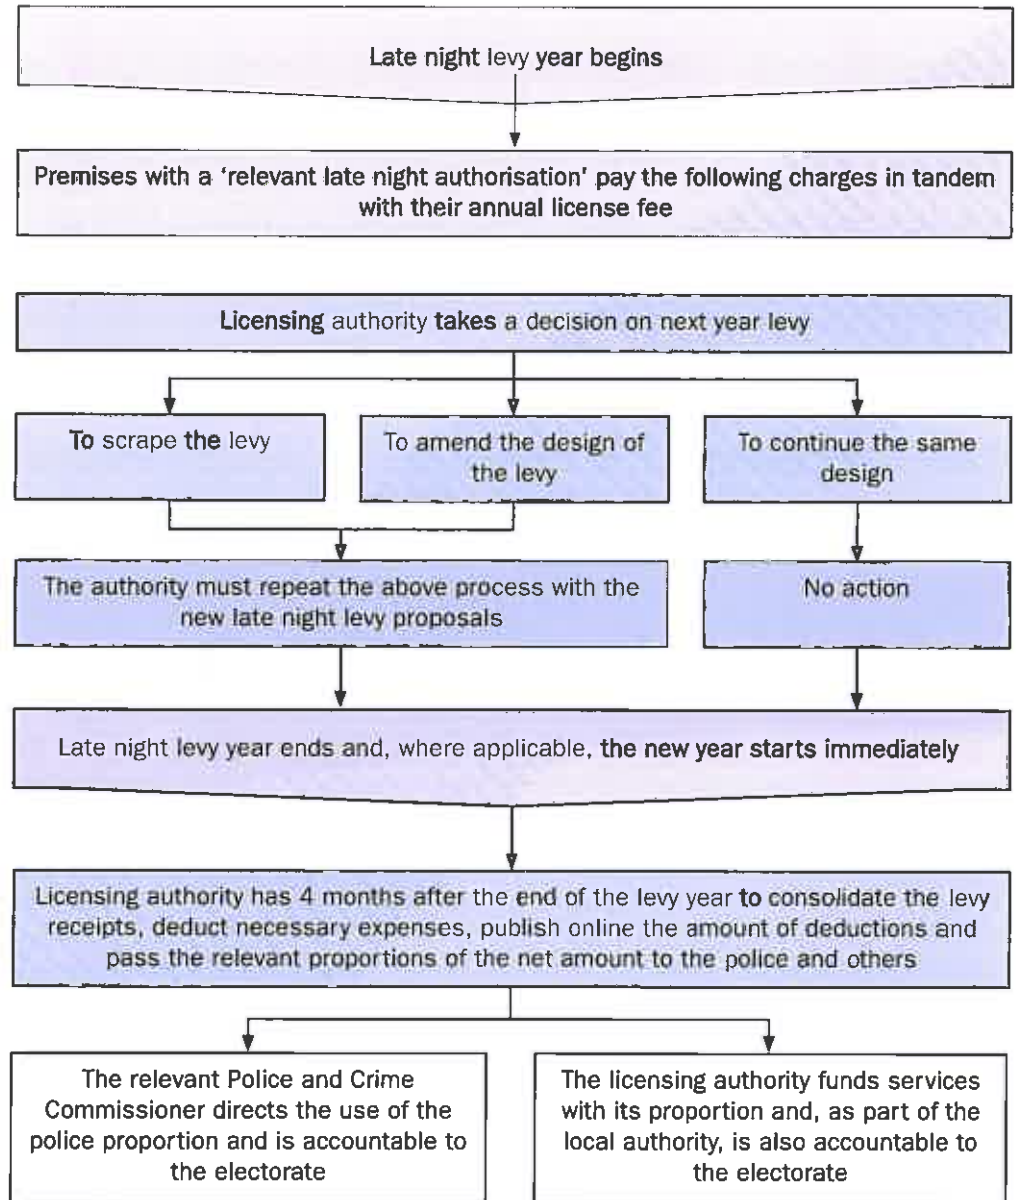 Late night levy year begins
Premises with a 'relevant late night authorisation' pay the following charges in tandem
with their annual license fee
Licensing authority takes a decision on next year levy
To scrape the levy
To amend the design of
the levy
To continue the same
design
The authority must repeat the above process with the
new late night levy proposals
No action
Late night levy year ends and, where applicable, the new year starts immediately
Licensing authority has 4 months after the end of the levy year to consolidate the levy
receipts, deduct necessary expenses, publish online the amount of deductions and
pass the relevant proportions of the net amount to the police and others
The relevant Police and Crime
Commissioner directs the use of the
police proportion and is accountable to
the electorate
The licensing authority funds services
with its proportion and, as part of the
local authority, is also accountable to
the electorate